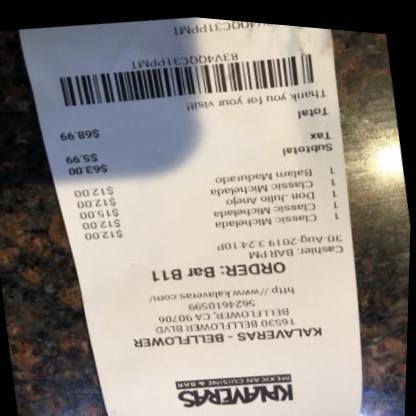 KALAVERAS
MEXICAN CUISINE & BAR
KALAVERAS - BELLFLOWER
16530 BELLFLOWER BLVD
BELLFLOWER, CA 90706
5624610599
http://www.kalaveras.com/
ORDER: Bar B11
Cashier: BAR PM
30-Aug-2019 3:24:10P
1 Classic Michelada $12.00
1 Classic Michelada $12.00
1 Don Julio Anejo $15.00
1 Classic Michelada $12.00
1 Balam Madurado $12.00
Subtotal $63.00
Tax $5.99
Total $68.99
Thank you for your visit!
83V4QQC31PPMT
83V4QQC31PPMT